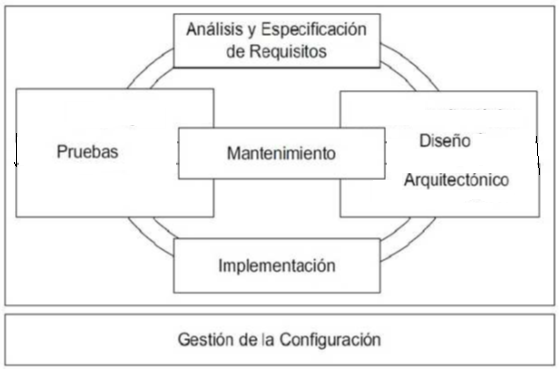 Análisis y Especificación
de Requisitos
Pruebas
Mantenimiento
Diseño
Arquitectónico
Implementación
Gestión de la Configuración